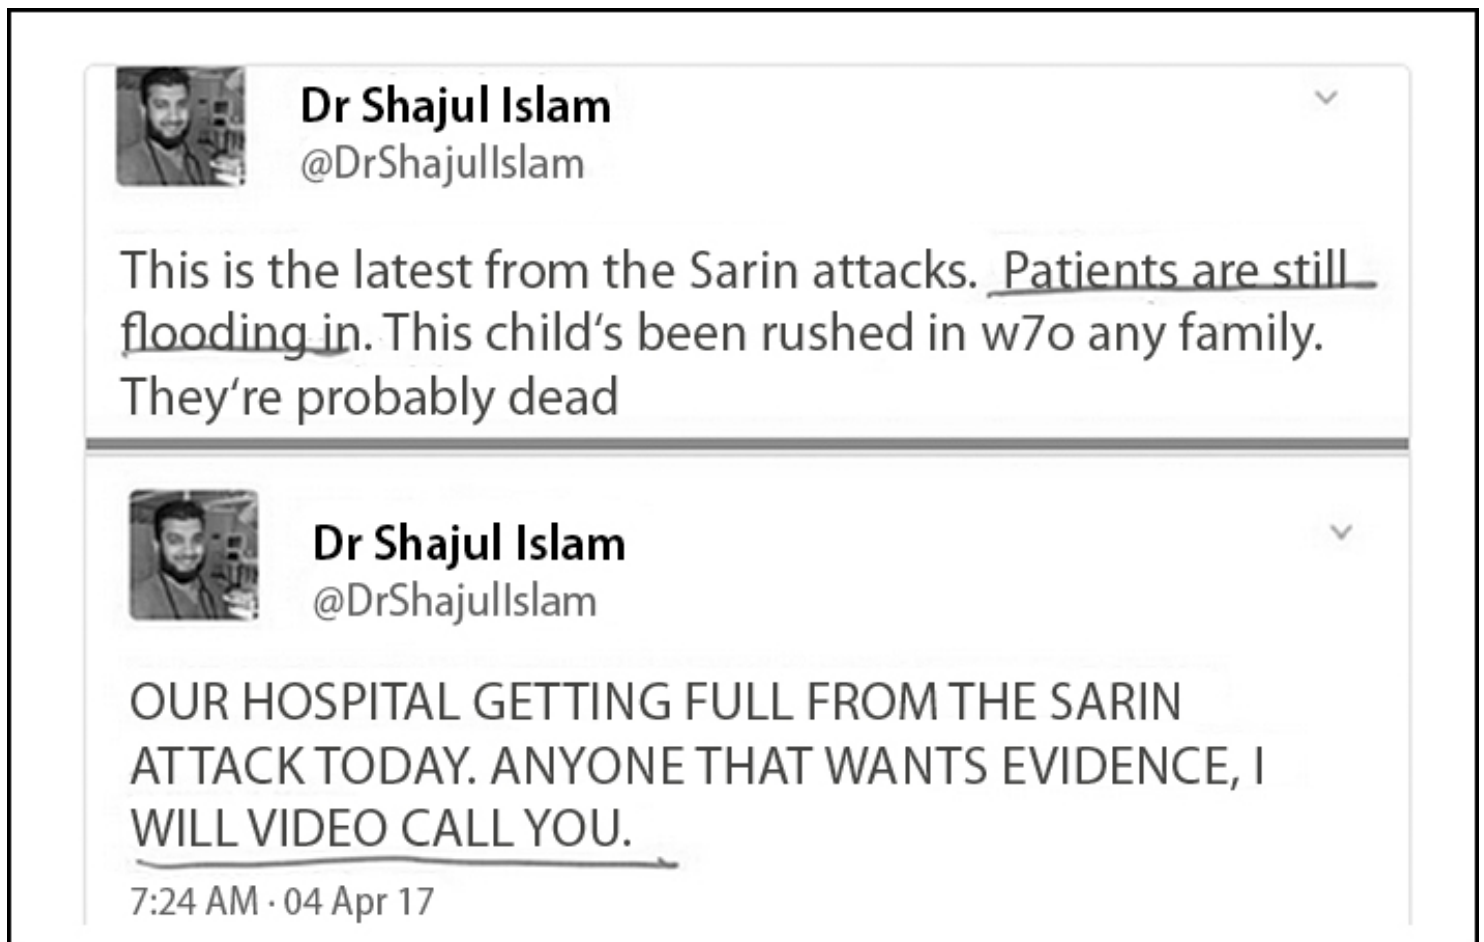 Dr Shajul Islam
@DrShajulIslam
This is the latest from the Sarin attacks. Patients are still
flooding in. This child‘s been rushed in w7o any family.
They‘re probably dead
Dr Shajul Islam
@DrShajulIslam
OUR HOSPITAL GETTING FULL FROM THE SARIN
ATTACK TODAY. ANYONE THAT WANTS EVIDENCE, I
WILL VIDEO CALL YOU.
7:24 AM · 04 Apr 17